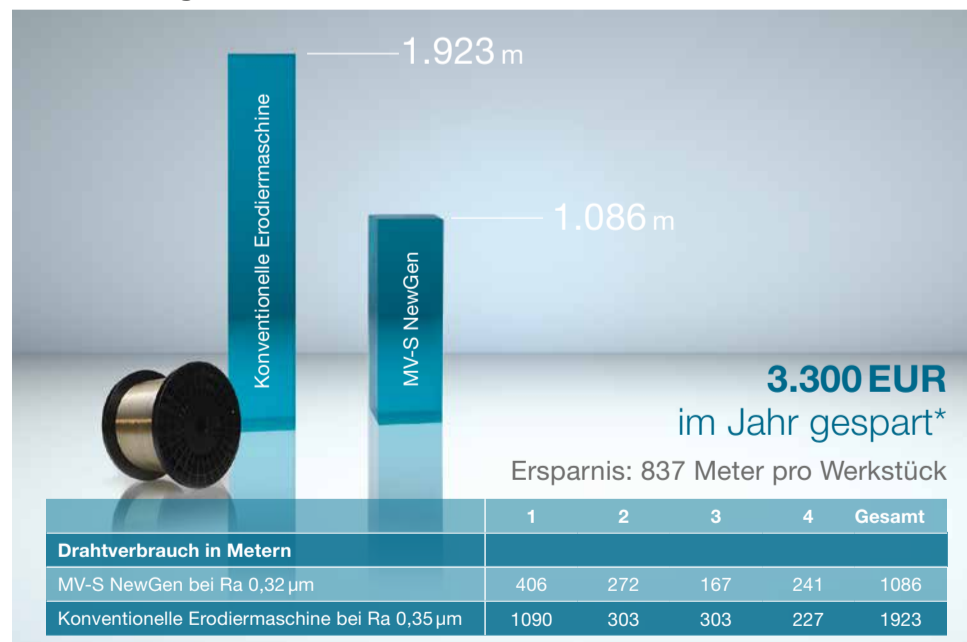 1.923 m
Konventionelle Erodiermaschine
1.086 m
MV-S NewGen
3.300 EUR
im Jahr gespart*
Ersparnis: 837 Meter pro Werkstück
1 2 3 4 Gesamt
Drahtverbrauch in Metern
MV-S NewGen bei Ra 0,32 µm 406 272 167 241 1086
Konventionelle Erodiermaschine bei Ra 0,35 µm 1090 303 303 227 1923